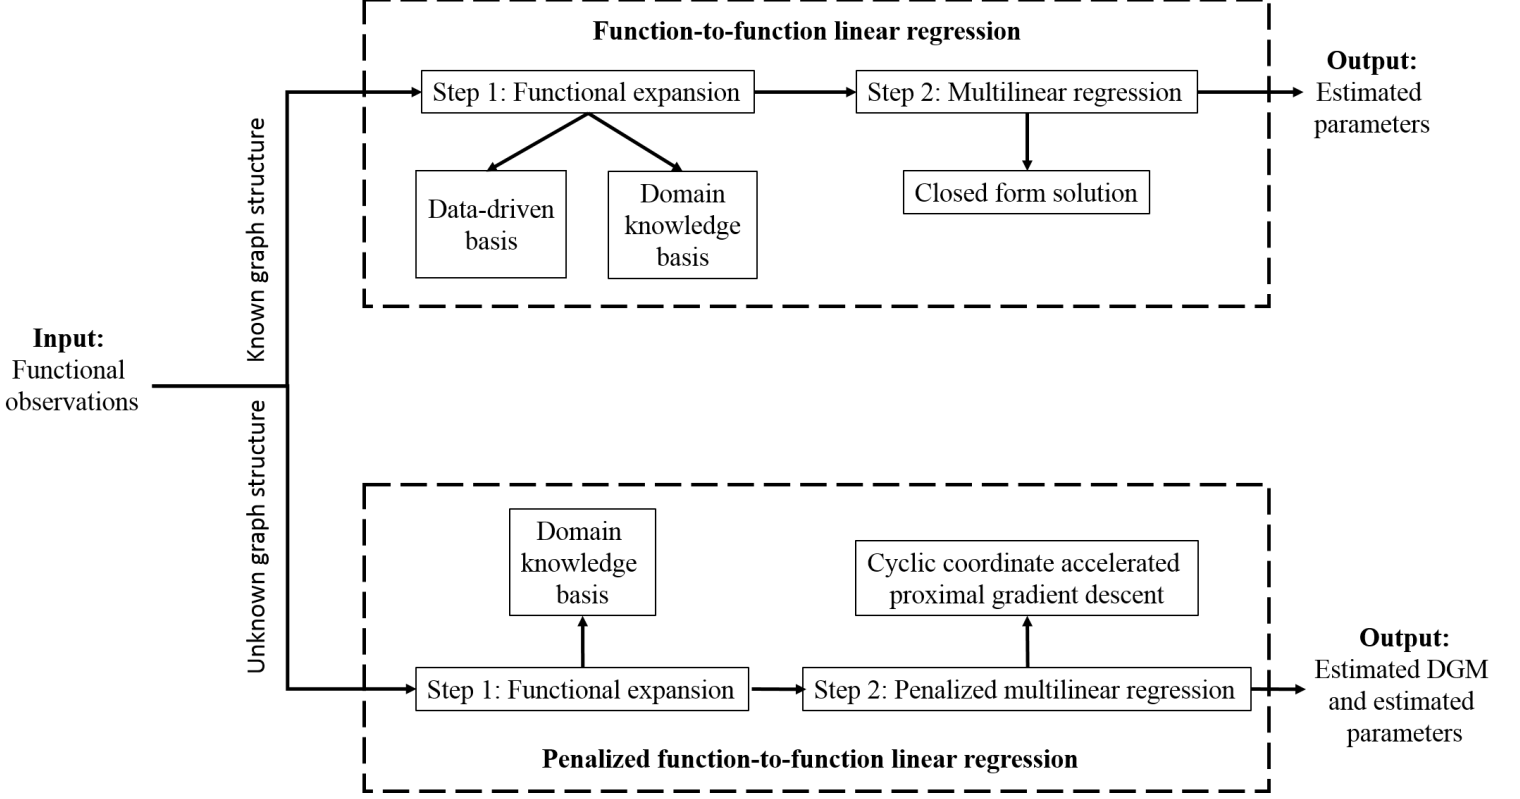 Function-to-function linear regression
Step 1: Functional expansion
Step 2: Multilinear regression
Output:
Estimated
parameters
Data-driven
basis
Domain
knowledge
basis
Closed form solution
Known graph structure
Input:
Functional
observations
Unknown graph structure
Domain
knowledge
basis
Cyclic coordinate accelerated
proximal gradient descent
Step 1: Functional expansion
Step 2: Penalized multilinear regression
Output:
Estimated DGM
and estimated
parameters
Penalized function-to-function linear regression